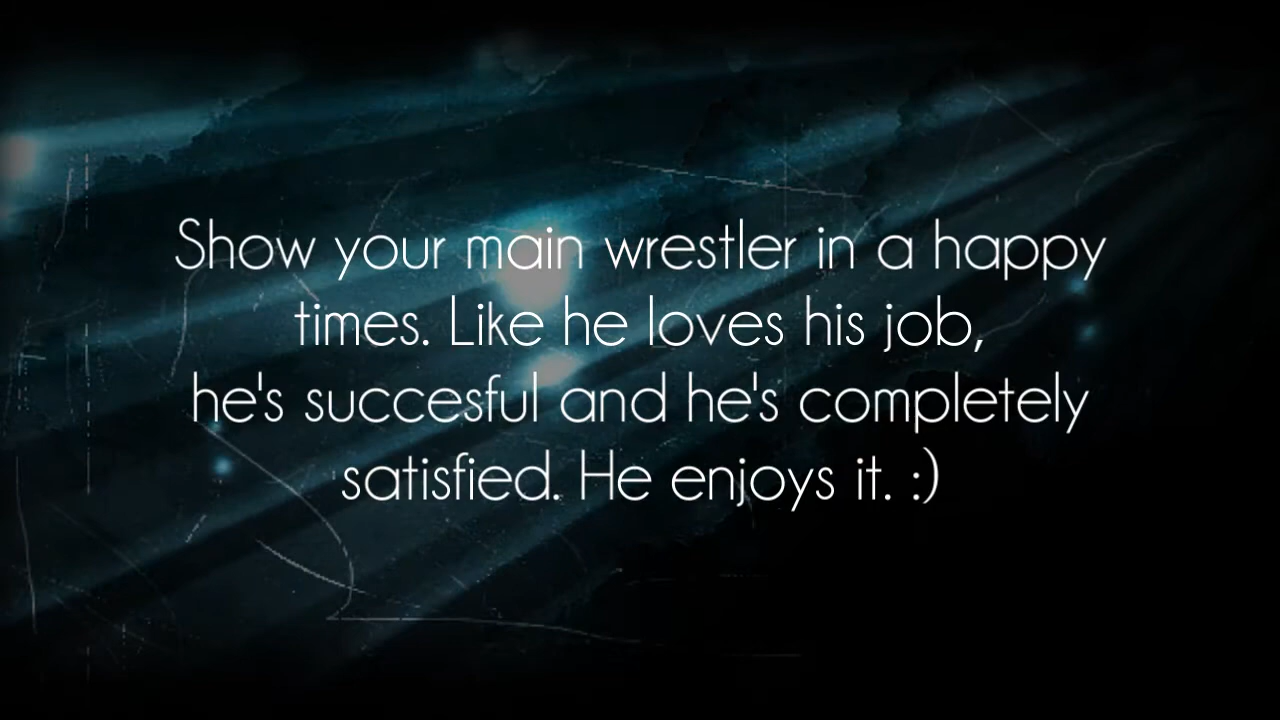 Show your main wrestler in a happy
times. Like he loves his job,
he's succesful and he's completely
satisfied. He enjoys it. :)